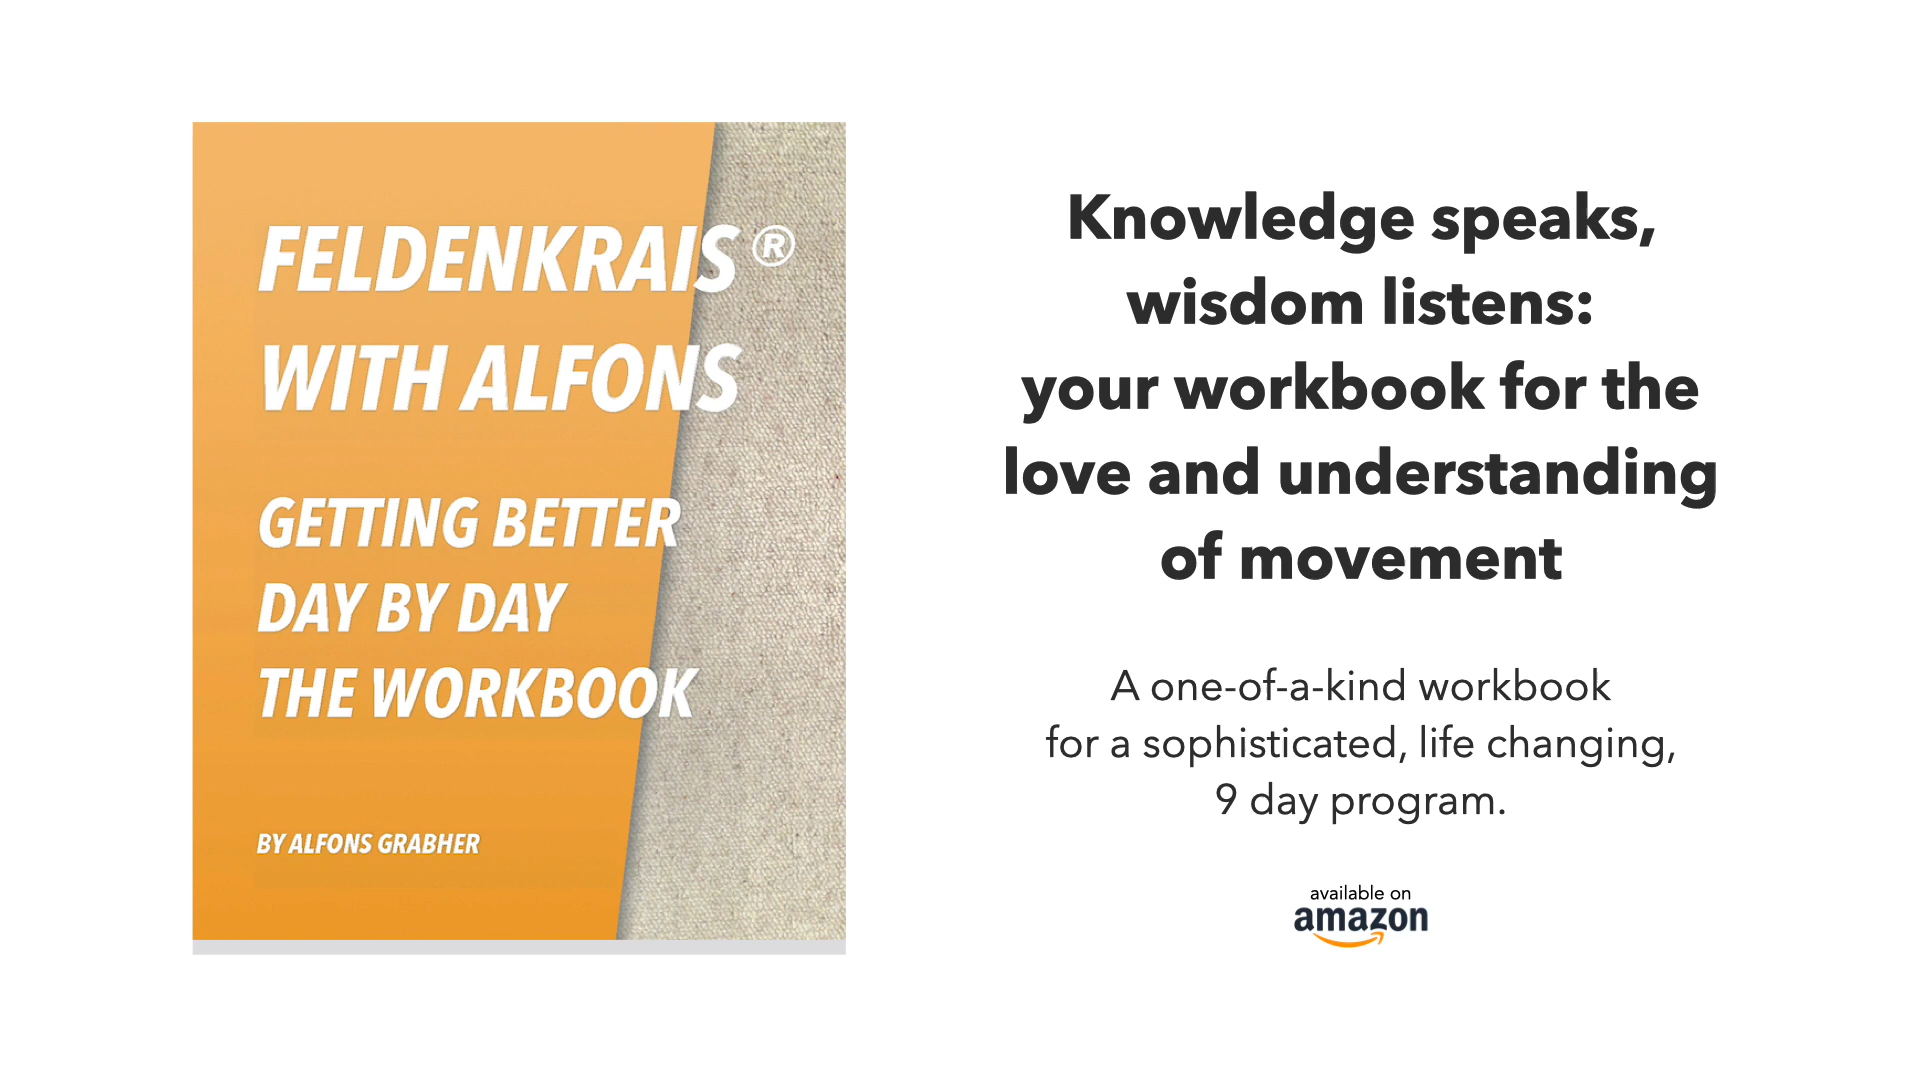 FELDENKRAIS®
WITH ALFONS
GETTING BETTER
DAY BY DAY
THE WORKBOOK
BY ALFONS GRABHER
Knowledge speaks,
wisdom listens:
your workbook for the
love and understanding
of movement
A one-of-a-kind workbook
for a sophisticated, life changing,
9 day program.
available on
amazon